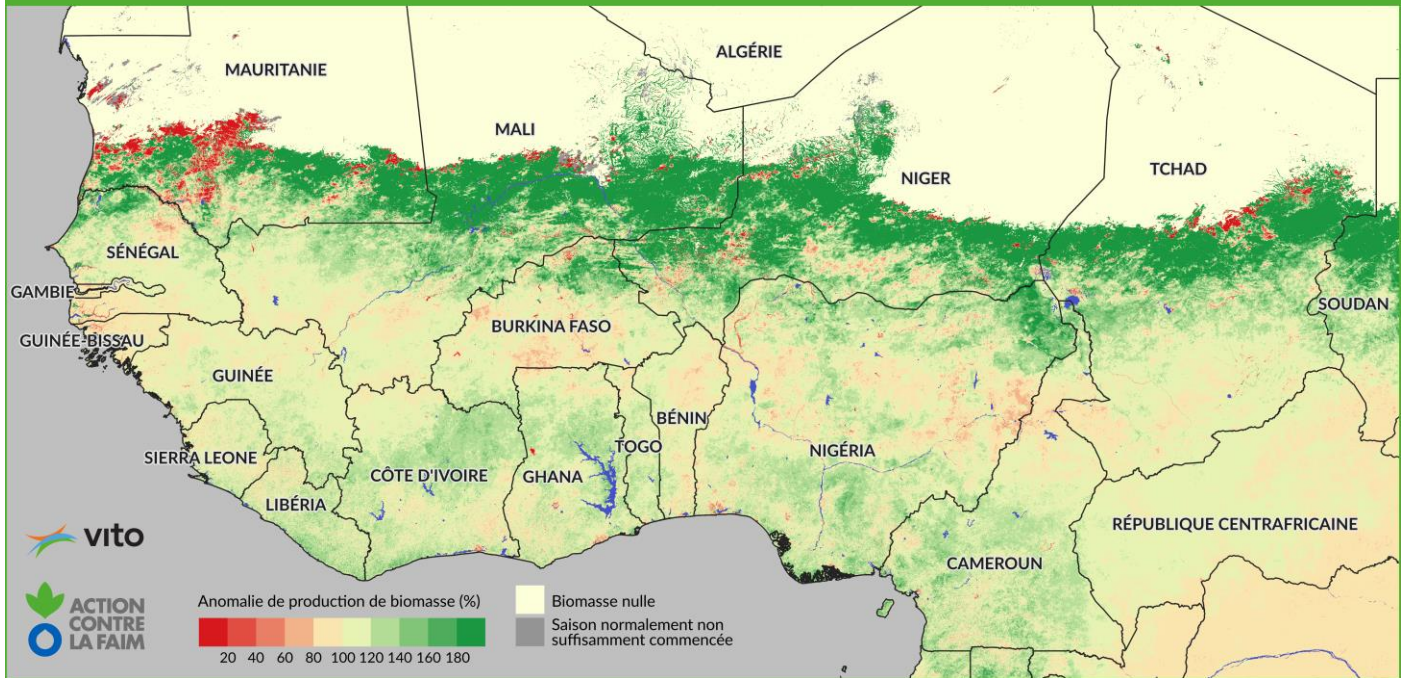 ALGÉRIE
MAURITANIE
MALI
NIGER
TCHAD
SÉNÉGAL
GAMBIE
SOUDAN
BURKINA FASO
GUINÉE-BISSAU
GUINÉE
BÉNIN
TOGO
NIGÉRIA
SIERRA LEONE
CÔTE D'IVOIRE
GHANA
LIBÉRIA
RÉPUBLIQUE CENTRAFRICAINE
CAMEROUN
vito
ACTION
CONTRE
LA FAIM
Anomalie de production de biomasse (%)
20 40 60 80 100 120 140 160 180
Biomasse nulle
Saison normalement non
suffisamment commencée